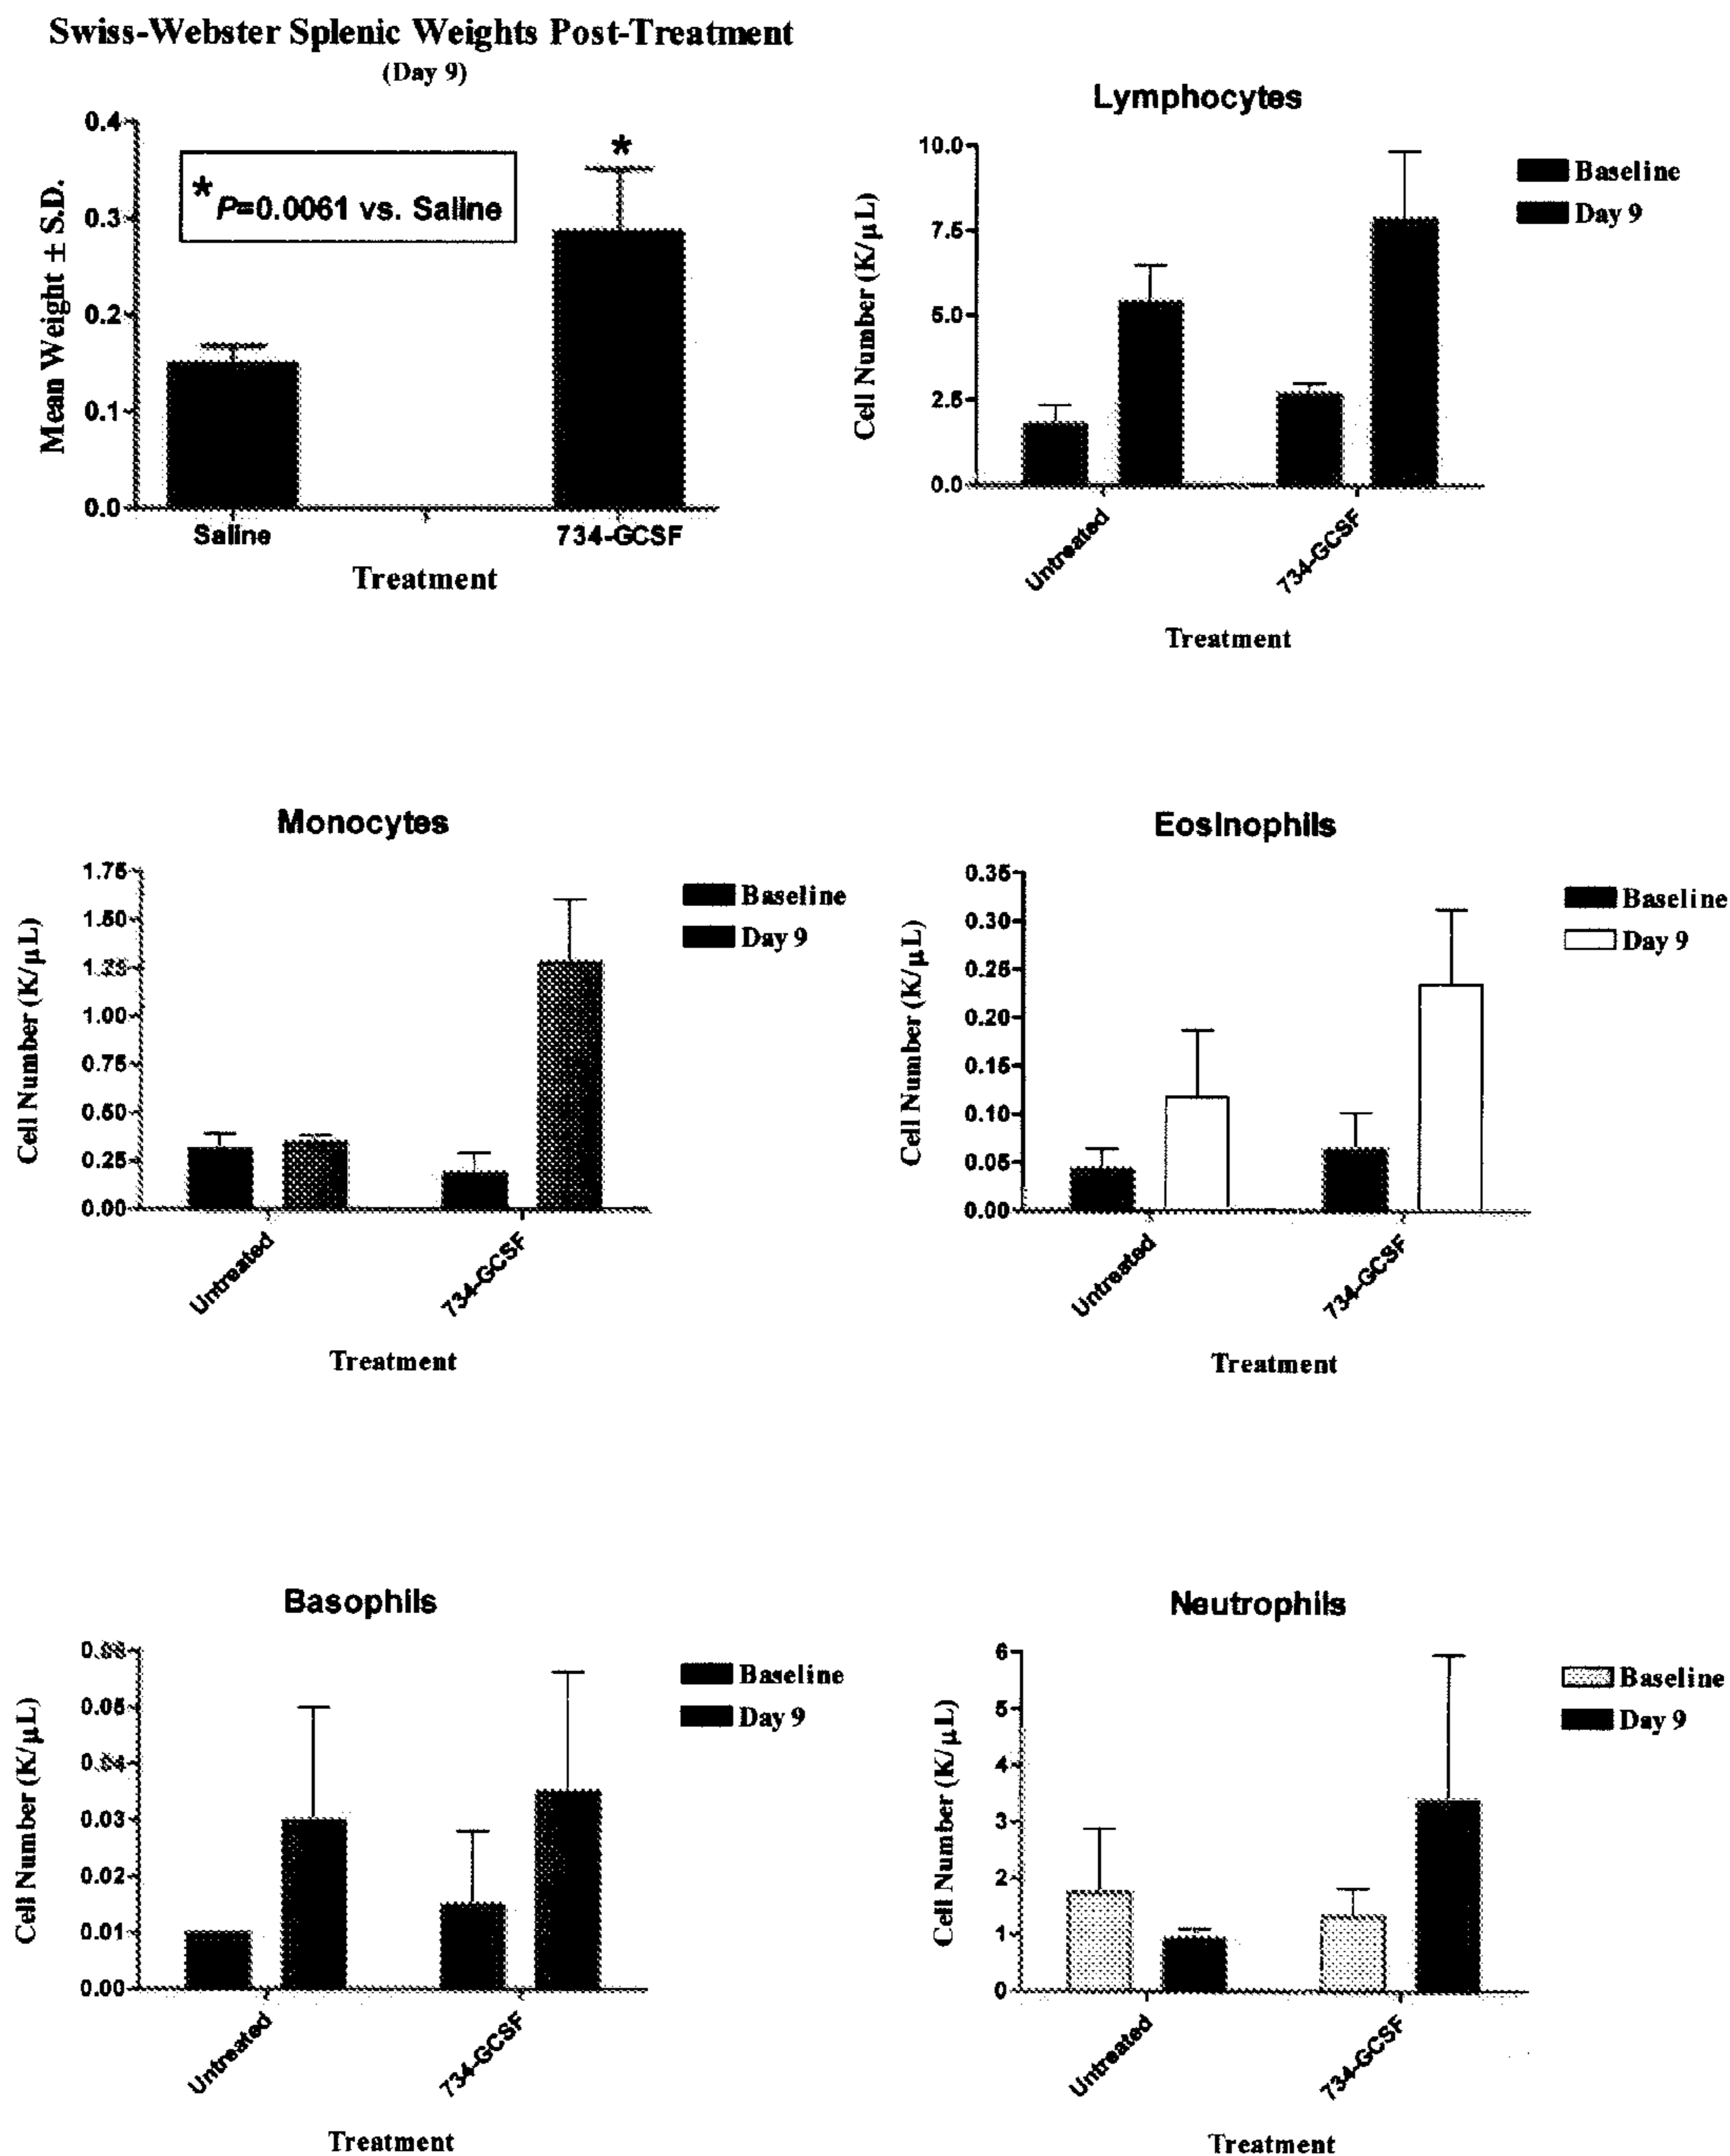 Swiss-Webster Splenic Weights Post-Treatment
(Day 9)
Mean Weight ± S.D.
0.4
0.3
0.2
0.1
0.0
* P=0.0061 vs. Saline
*
Saline
734-GCSF
Treatment
Lymphocytes
Cell Number (K/μL)
10.0
7.5
5.0
2.5
0.0
Baseline
Day 9
Untreated
734-GCSF
Treatment
Monocytes
Cell Number (K/μL)
1.75
1.50
1.25
1.00
0.75
0.50
0.25
0.00
Baseline
Day 9
Untreated
734-GCSF
Treatment
Eosinophils
Cell Number (K/μL)
0.35
0.30
0.25
0.20
0.15
0.10
0.05
0.00
Baseline
Day 9
Untreated
734-GCSF
Treatment
Basophils
Cell Number (K/μL)
0.03
0.02
0.01
0.00
Baseline
Day 9
Untreated
734-GCSF
Treatment
Neutrophils
Cell Number (K/μL)
6
5
4
3
2
1
0
Baseline
Day 9
Untreated
734-GCSF
Treatment